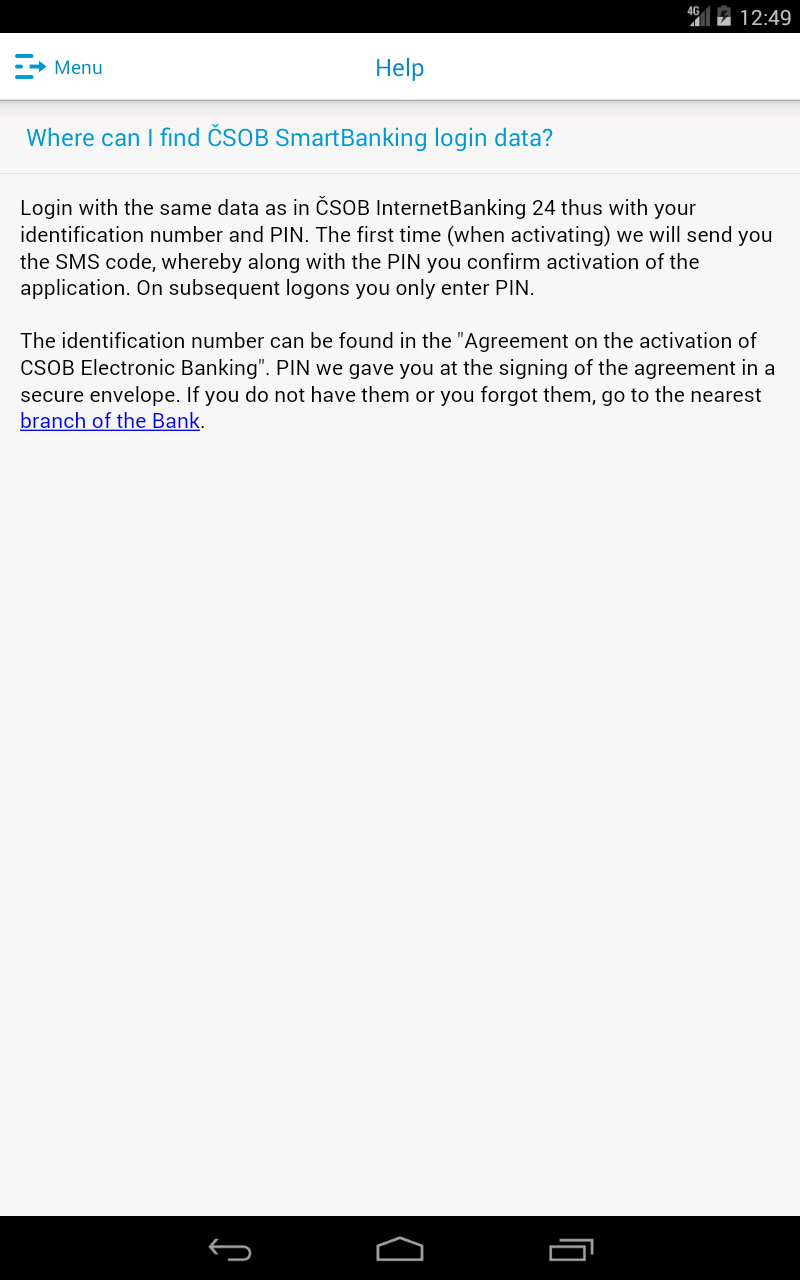 4G 12:49
Menu
Help
Where can I find ČSOB SmartBanking login data?
Login with the same data as in ČSOB InternetBanking 24 thus with your
identification number and PIN. The first time (when activating) we will send you
the SMS code, whereby along with the PIN you confirm activation of the
application. On subsequent logons you only enter PIN.
The identification number can be found in the "Agreement on the activation of
CSOB Electronic Banking". PIN we gave you at the signing of the agreement in a
secure envelope. If you do not have them or you forgot them, go to the nearest
branch of the Bank.